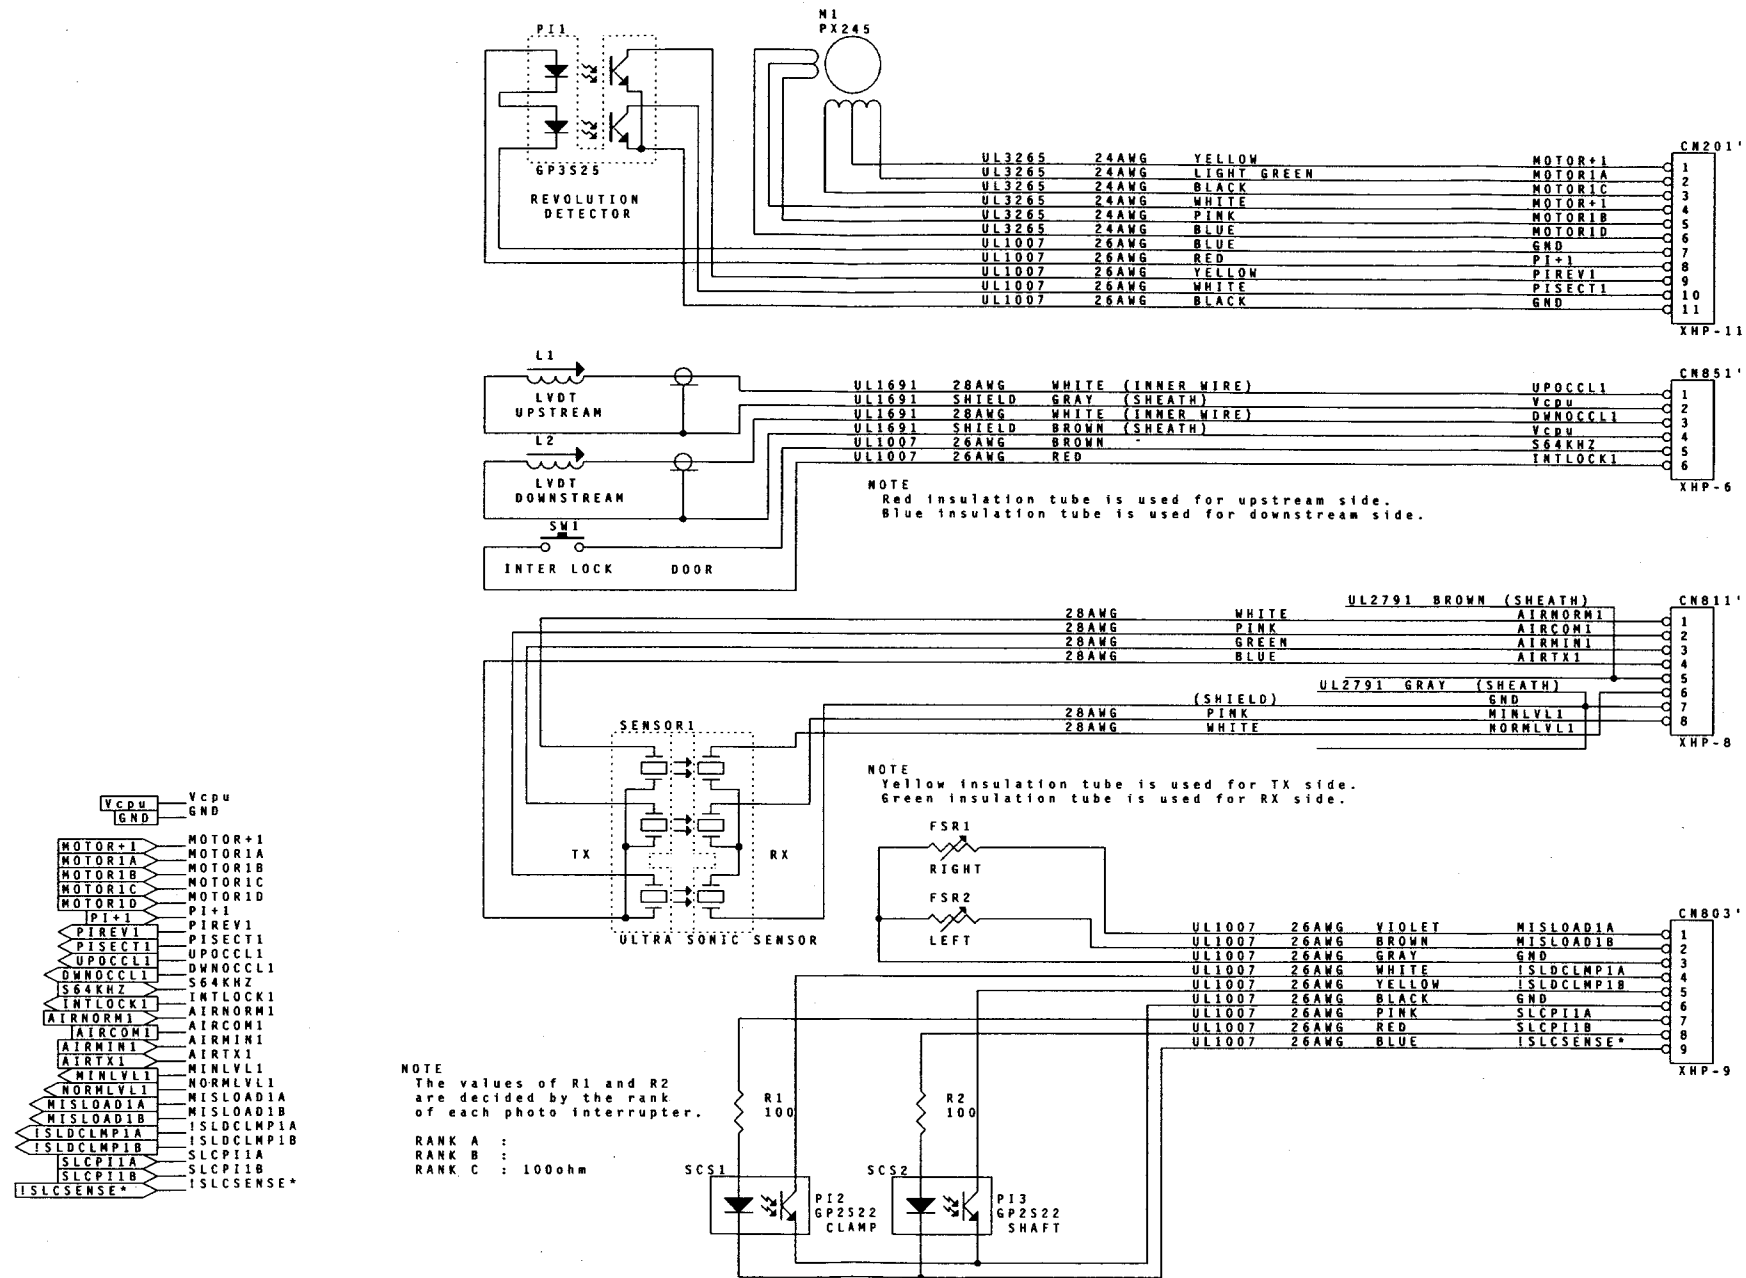 M1
PX245
PI1
GP3S25
REVOLUTION
DETECTOR
CN201'
UL3265 24AWG YELLOW MOTOR+1 1
UL3265 24AWG LIGHT GREEN MOTOR1A 2
UL3265 24AWG BLACK MOTOR1C 3
UL3265 24AWG WHITE MOTOR+1 4
UL3265 24AWG PINK MOTOR1B 5
UL3265 24AWG BLUE MOTOR1D 6
UL1007 26AWG BLUE GND 7
UL1007 26AWG RED PI+1 8
UL1007 26AWG YELLOW PIREV1 9
UL1007 26AWG WHITE PISECT1 10
UL1007 26AWG BLACK GND 11
XHP-11
L1
LVDT
UPSTREAM
L2
LVDT
DOWNSTREAM
SW1
INTER LOCK DOOR
CN851'
UL1691 28AWG WHITE (INNER WIRE) UPOCCL1 1
UL1691 SHIELD GRAY (SHEATH) Vcpu 2
UL1691 28AWG WHITE (INNER WIRE) DWNOCCL1 3
UL1691 SHIELD BROWN (SHEATH) Vcpu 4
UL1007 26AWG BROWN S64KHZ 5
UL1007 26AWG RED INTLOCK1 6
XHP-6
NOTE
Red insulation tube is used for upstream side.
Blue insulation tube is used for downstream side.
UL2791 BROWN (SHEATH)
CN811'
28AWG WHITE AIRNORM1 1
28AWG PINK AIRCOM1 2
28AWG GREEN AIRMIN1 3
28AWG BLUE AIRTX1 4
5
UL2791 GRAY (SHEATH) 6
(SHIELD) GND 7
28AWG PINK MINLVL1 8
28AWG WHITE NORMLVL1
XHP-8
SENSOR1
TX RX
ULTRA SONIC SENSOR
NOTE
Yellow insulation tube is used for TX side.
Green insulation tube is used for RX side.
FSR1
RIGHT
FSR2
LEFT
CN803'
UL1007 26AWG VIOLET MISLOAD1A 1
UL1007 26AWG BROWN MISLOAD1B 2
UL1007 26AWG GRAY GND 3
UL1007 26AWG WHITE !SLDCLMP1A 4
UL1007 26AWG YELLOW !SLDCLMP1B 5
UL1007 26AWG BLACK GND 6
UL1007 26AWG PINK SLCPI1A 7
UL1007 26AWG RED SLCPI1B 8
UL1007 26AWG BLUE !SLCSENSE* 9
XHP-9
Vcpu Vcpu
GND GND
MOTOR+1 MOTOR+1
MOTOR1A MOTOR1A
MOTOR1B MOTOR1B
MOTOR1C MOTOR1C
MOTOR1D MOTOR1D
PI+1 PI+1
PIREV1 PIREV1
PISECT1 PISECT1
UPOCCL1 UPOCCL1
DWNOCCL1 DWNOCCL1
S64KHZ S64KHZ
INTLOCK1 INTLOCK1
AIRNORM1 AIRNORM1
AIRCOM1 AIRCOM1
AIRMIN1 AIRMIN1
AIRTX1 AIRTX1
MINLVL1 MINLVL1
NORMLVL1 NORMLVL1
MISLOAD1A MISLOAD1A
MISLOAD1B MISLOAD1B
!SLDCLMP1A !SLDCLMP1A
!SLDCLMP1B !SLDCLMP1B
SLCPI1A SLCPI1A
SLCPI1B SLCPI1B
!SLCSENSE* !SLCSENSE*
NOTE
The values of R1 and R2
are decided by the rank
of each photo interrupter.
RANK A :
RANK B :
RANK C : 100ohm
R1
100
R2
100
SCS1
PI2
GP2S22
CLAMP
SCS2
PI3
GP2S22
SHAFT